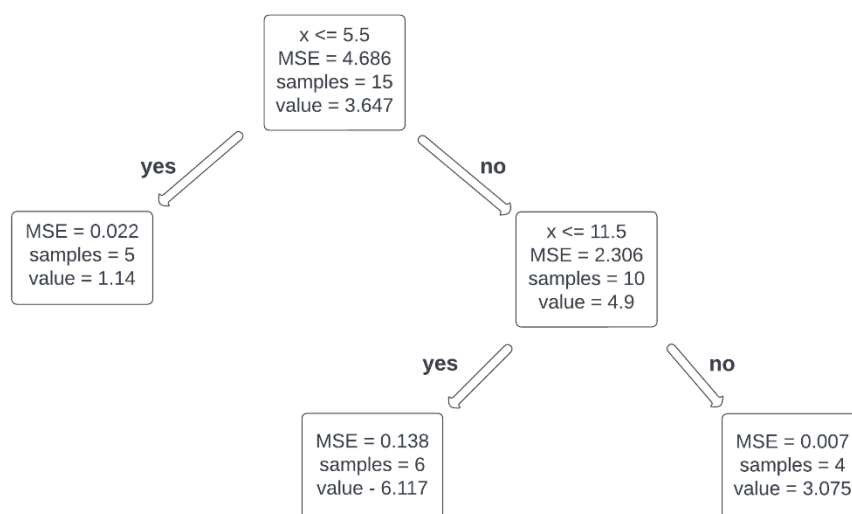 x <= 5.5
MSE = 4.686
samples = 15
value = 3.647
yes
no
MSE = 0.022
samples = 5
value = 1.14
x <= 11.5
MSE = 2.306
samples = 10
value = 4.9
yes
no
MSE = 0.138
samples = 6
value - 6.117
MSE = 0.007
samples = 4
value = 3.075